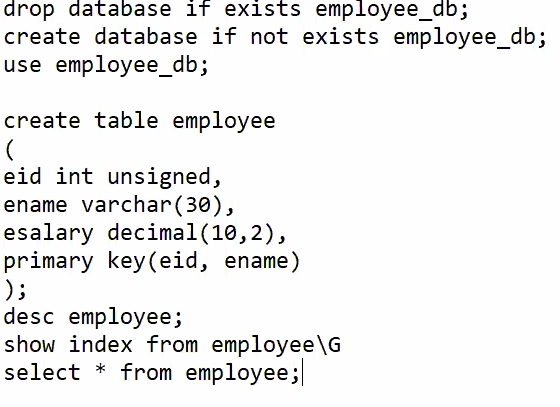 drop database if exists employee_db;
create database if not exists employee_db;
use employee_db;
create table employee
(
eid int unsigned,
ename varchar(30),
esalary decimal(10,2),
primary key(eid, ename)
);
desc employee;
show index from employee\G
select * from employee;